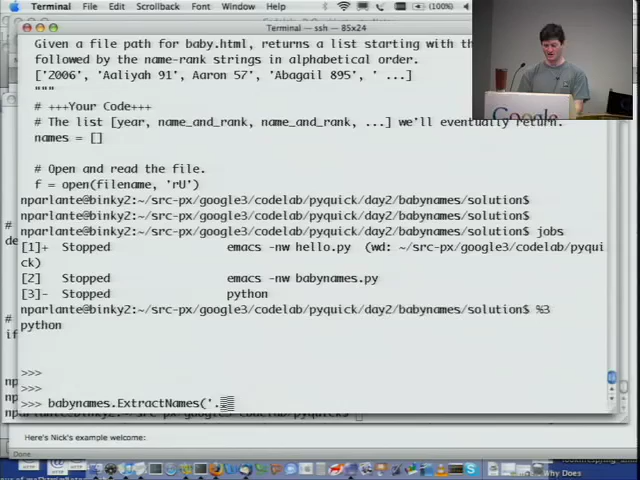 Terminal File Edit Scrollback Font Window Help (100%)
Terminal — ssh — 85x24
Given a file path for baby.html, returns a list starting with th
followed by the name-rank strings in alphabetical order.
['2006', 'Aaliyah 91', Aaron 57', 'Abagail 895', ' ...]
"""
# +++Your Code+++
# The list [year, name_and_rank, name_and_rank, ...] we'll eventually return.
names = []
# Open and read the file.
f = open(filename, 'rU')
nparlante@binky2:~/src-px/google3/codelab/pyquick/day2/babynames/solution$
nparlante@binky2:~/src-px/google3/codelab/pyquick/day2/babynames/solution$
nparlante@binky2:~/src-px/google3/codelab/pyquick/day2/babynames/solution$ jobs
[1]+ Stopped emacs -nw hello.py (wd: ~/src-px/google3/codelab/pyqui
ck)
[2] Stopped emacs -nw babynames.py
[3]- Stopped python
nparlante@binky2:~/src-px/google3/codelab/pyquick/day2/babynames/solution$ %3
python
>>>
>>>
>>> babynames.ExtractNames('.
Here's Nick's example welcome:
Done
Why Does
Google